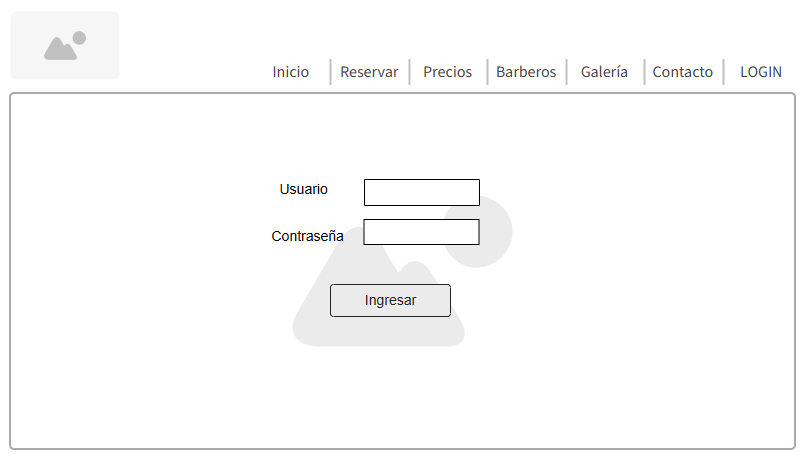 Inicio Reservar Precios Barberos Galería Contacto LOGIN
Usuario
Contraseña
Ingresar